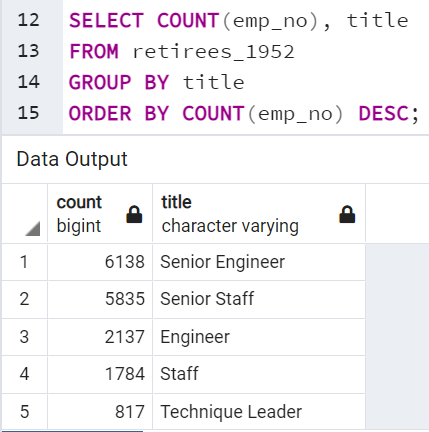 12 SELECT COUNT(emp_no), title
13 FROM retirees_1952
14 GROUP BY title
15 ORDER BY COUNT(emp_no) DESC;
Data Output
count title
bigint character varying
1 6138 Senior Engineer
2 5835 Senior Staff
3 2137 Engineer
4 1784 Staff
5 817 Technique Leader